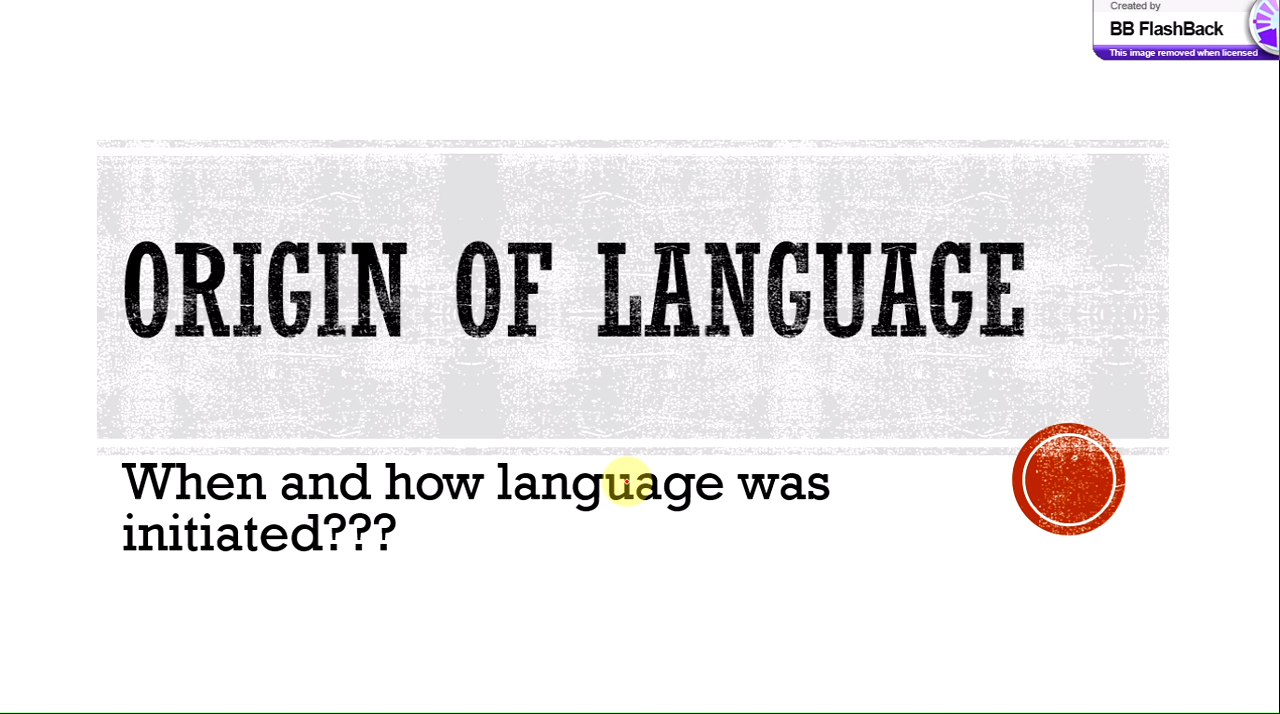 Created by
BB FlashBack
This image removed when licensed
ORIGIN OF LANGUAGE
When and how language was
initiated???